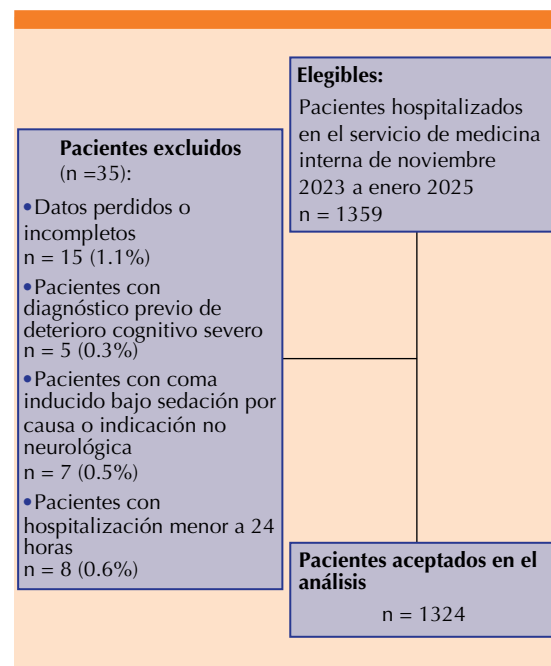 Elegibles:
Pacientes hospitalizados
en el servicio de medicina
interna de noviembre
2023 a enero 2025
n = 1359
Pacientes excluidos
(n =35):
•Datos perdidos o
incompletos
n = 15 (1.1%)
•Pacientes con
diagnóstico previo de
deterioro cognitivo severo
n = 5 (0.3%)
•Pacientes con coma
inducido bajo sedación por
causa o indicación no
neurológica
n = 7 (0.5%)
•Pacientes con
hospitalización menor a 24
horas
n = 8 (0.6%)
Pacientes aceptados en el
análisis
n = 1324